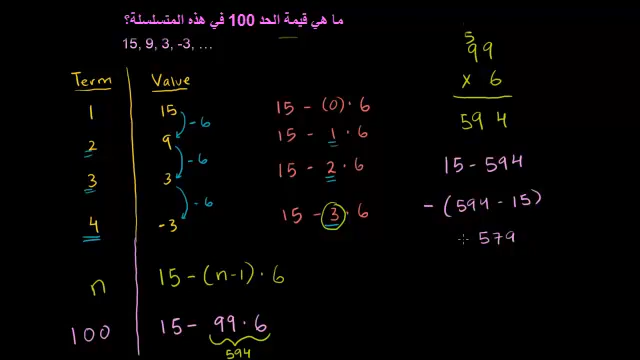 ما هي قيمة الحد 100 في هذه المتسلسلة؟
15, 9, 3, -3, …
Term Value
1 15
-6
2 9
-6
3 3
-6
4 -3
n 15 - (n-1) · 6
100 15 - 99 · 6
594
15 - (0) · 6
15 - 1 · 6
15 - 2 · 6
15 - 3 · 6
5
99
x 6
594
15 - 594
- (594 - 15)
- 579